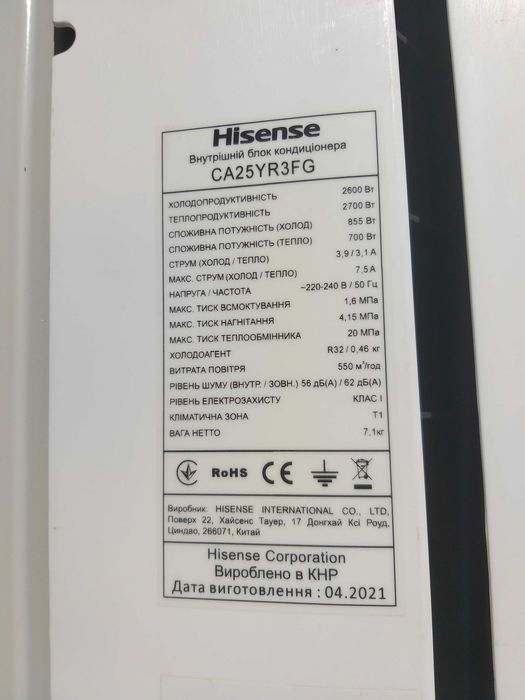 Hisense
Внутрішній блок кондиціонера
CA25YR3FG
ХОЛОДОПРОДУКТИВНІСТЬ 2600 Вт
ТЕПЛОПРОДУКТИВНІСТЬ 2700 Вт
СПОЖИВНА ПОТУЖНІСТЬ (ХОЛОД) 855 Вт
СПОЖИВНА ПОТУЖНІСТЬ (ТЕПЛО) 700 Вт
СТРУМ (ХОЛОД / ТЕПЛО) 3,9 / 3,1 А
МАКС. СТРУМ (ХОЛОД / ТЕПЛО) 7,5 А
НАПРУГА / ЧАСТОТА ~220-240 В / 50 Гц
МАКС. ТИСК ВСМОКТУВАННЯ 1,6 МПа
МАКС. ТИСК НАГНІТАННЯ 4,15 МПа
МАКС. ТИСК ТЕПЛООБМІННИКА 20 МПа
ХОЛОДОАГЕНТ R32 / 0,46 кг
ВИТРАТА ПОВІТРЯ 550 м³/год
РІВЕНЬ ШУМУ (ВНУТР. / ЗОВН.) 56 дБ(А) / 62 дБ(А)
РІВЕНЬ ЕЛЕКТРОЗАХИСТУ КЛАС I
КЛІМАТИЧНА ЗОНА T1
ВАГА НЕТТО 7,1кг
RoHS CE
Виробник: HISENSE INTERNATIONAL CO., LTD,
Поверх 22, Хайсенс Тауер, 17 Донгхай Ксі Роуд,
Циндао, 266071, Китай
Hisense Corporation
Вироблено в КНР
Дата виготовлення : 04.2021